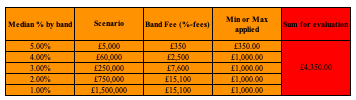 Median % by band Scenario Band Fee (%-fees) Min or Max applied Sum for evaluation
5.00% £5,000 £350 £350.00
4.00% £60,000 £2,500 £1,000.00
3.00% £250,000 £7,600 £1,000.00 £4,350.00
2.00% £750,000 £15,100 £1,000.00
1.00% £1,500,000 £15,100 £1,000.00